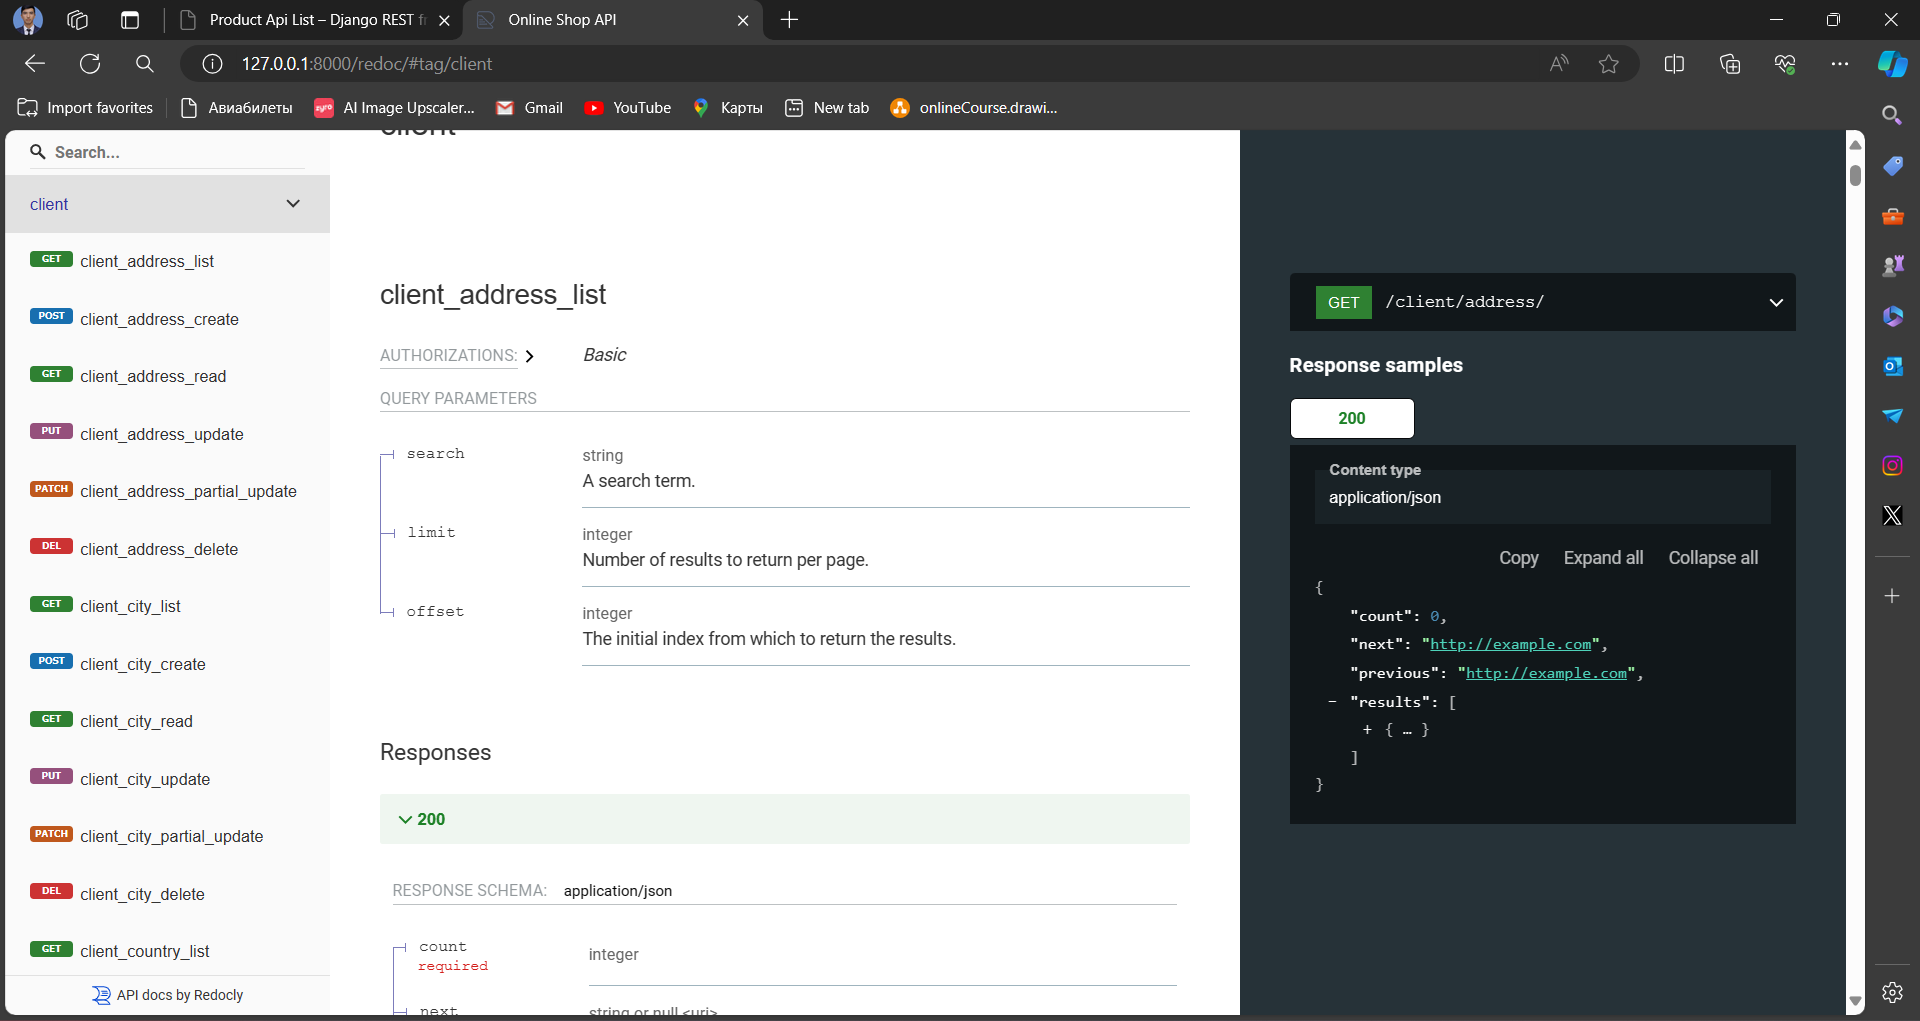 Product Api List – Django REST fr
Online Shop API
127.0.0.1:8000/redoc/#tag/client
Import favorites
Авиабилеты
zyro
AI Image Upscaler...
Gmail
YouTube
Карты
New tab
onlineCourse.drawi...
Search...
client
GET client_address_list
POST client_address_create
GET client_address_read
PUT client_address_update
PATCH client_address_partial_update
DEL client_address_delete
GET client_city_list
POST client_city_create
GET client_city_read
PUT client_city_update
PATCH client_city_partial_update
DEL client_city_delete
GET client_country_list
API docs by Redocly
client
client_address_list
AUTHORIZATIONS: Basic
QUERY PARAMETERS
search
string
A search term.
limit
integer
Number of results to return per page.
offset
integer
The initial index from which to return the results.
Responses
200
RESPONSE SCHEMA: application/json
count
required
integer
next
string or null <uri>
GET /client/address/
Response samples
200
Content type
application/json
Copy Expand all Collapse all
{
"count": 0,
"next": "http://example.com",
"previous": "http://example.com",
- "results": [
+ { … }
]
}